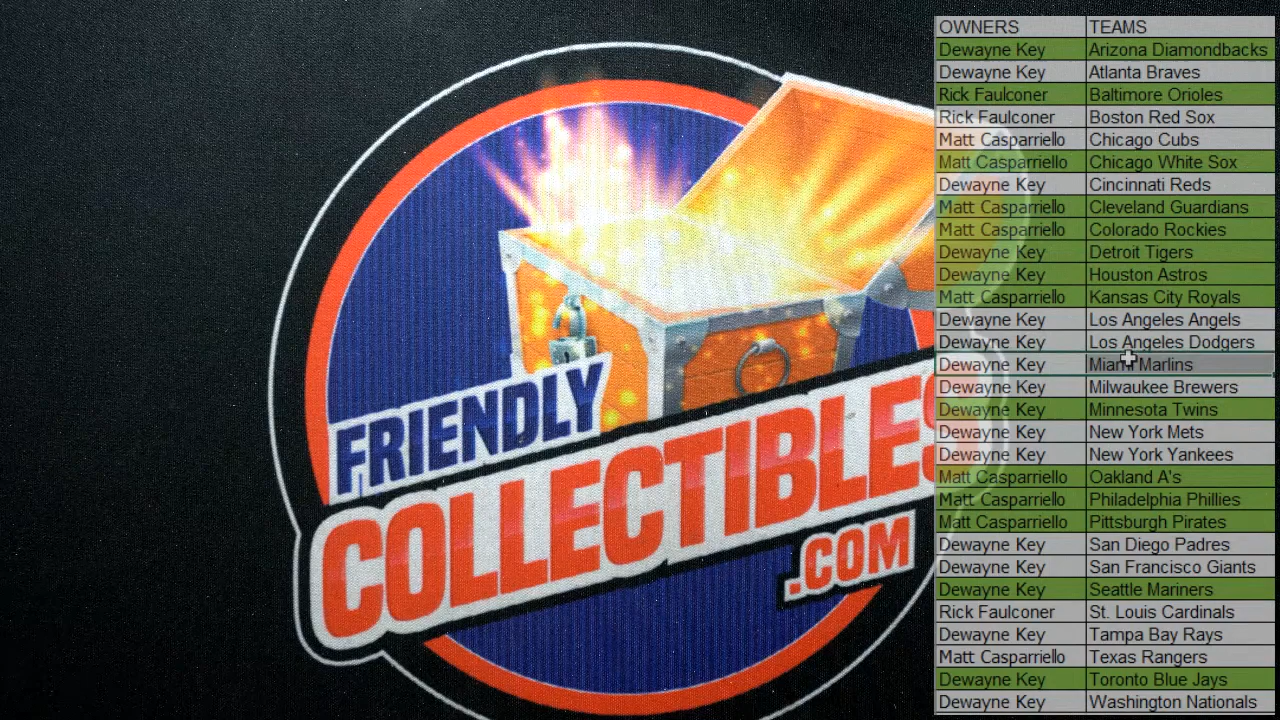 FRIENDLY
COLLECTIBLES
.COM
OWNERS TEAMS
Dewayne Key Arizona Diamondbacks
Dewayne Key Atlanta Braves
Rick Faulconer Baltimore Orioles
Rick Faulconer Boston Red Sox
Matt Casparriello Chicago Cubs
Matt Casparriello Chicago White Sox
Dewayne Key Cincinnati Reds
Matt Casparriello Cleveland Guardians
Matt Casparriello Colorado Rockies
Dewayne Key Detroit Tigers
Dewayne Key Houston Astros
Matt Casparriello Kansas City Royals
Dewayne Key Los Angeles Angels
Dewayne Key Los Angeles Dodgers
Dewayne Key Miami Marlins
Dewayne Key Milwaukee Brewers
Dewayne Key Minnesota Twins
Dewayne Key New York Mets
Dewayne Key New York Yankees
Matt Casparriello Oakland A's
Matt Casparriello Philadelphia Phillies
Matt Casparriello Pittsburgh Pirates
Dewayne Key San Diego Padres
Dewayne Key San Francisco Giants
Dewayne Key Seattle Mariners
Rick Faulconer St. Louis Cardinals
Dewayne Key Tampa Bay Rays
Matt Casparriello Texas Rangers
Dewayne Key Toronto Blue Jays
Dewayne Key Washington Nationals